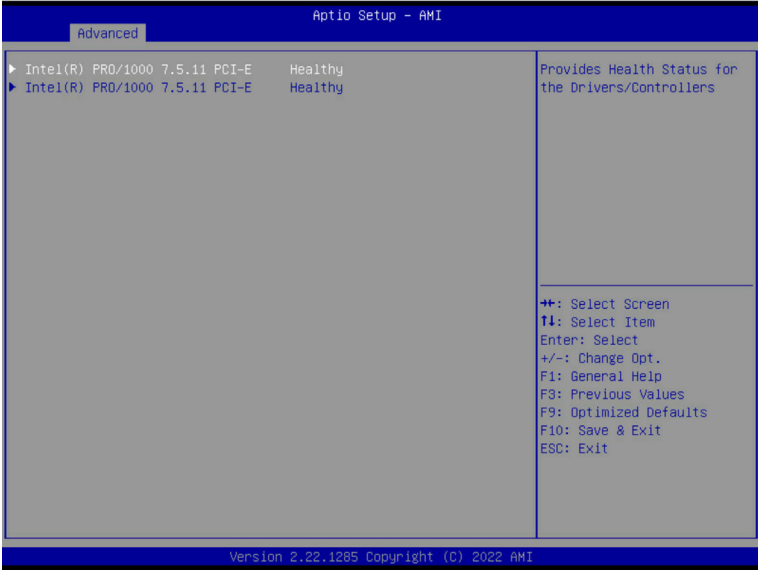 Aptio Setup – AMI
Advanced
▶ Intel(R) PRO/1000 7.5.11 PCI-E    Healthy
▶ Intel(R) PRO/1000 7.5.11 PCI-E    Healthy
Provides Health Status for
the Drivers/Controllers
→←: Select Screen
↑↓: Select Item
Enter: Select
+/-: Change Opt.
F1: General Help
F3: Previous Values
F9: Optimized Defaults
F10: Save & Exit
ESC: Exit
Version 2.22.1285 Copyright (C) 2022 AMI